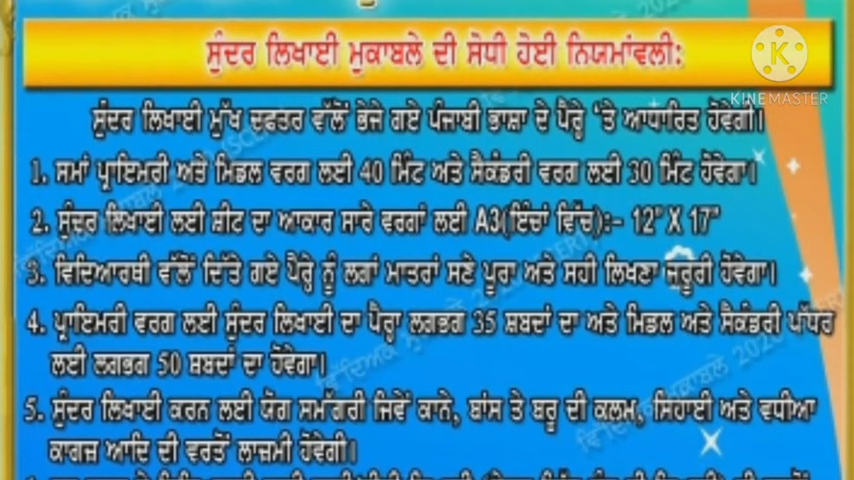 ਸੁੰਦਰ ਲਿਖਾਈ ਮੁਕਾਬਲੇ ਦੀ ਸੋਧੀ ਹੋਈ ਨਿਯਮਾਂਵਲੀ:
KINEMASTER
ਸੁੰਦਰ ਲਿਖਾਈ ਮੁੱਖ ਦਫਤਰ ਵੱਲੋਂ ਭੇਜੇ ਗਏ ਪੰਜਾਬੀ ਭਾਸ਼ਾ ਦੇ ਪੈਰ੍ਹੇ 'ਤੇ ਆਧਾਰਿਤ ਹੋਵੇਗੀ।
1. ਸਮਾਂ ਪ੍ਰਾਇਮਰੀ ਅਤੇ ਮਿਡਲ ਵਰਗ ਲਈ 40 ਮਿੰਟ ਅਤੇ ਸੈਕੰਡਰੀ ਵਰਗ ਲਈ 30 ਮਿੰਟ ਹੋਵੇਗਾ।
2. ਸੁੰਦਰ ਲਿਖਾਈ ਲਈ ਸ਼ੀਟ ਦਾ ਆਕਾਰ ਸਾਰੇ ਵਰਗਾਂ ਲਈ A3(ਇੰਚਾਂ ਵਿੱਚ):- 12" X 17"
3. ਵਿਦਿਆਰਥੀ ਵੱਲੋਂ ਦਿੱਤੇ ਗਏ ਪੈਰ੍ਹੇ ਨੂੰ ਲਗਾਂ ਮਾਤਰਾਂ ਸਣੇ ਪੂਰਾ ਅਤੇ ਸਹੀ ਲਿਖਣਾ ਜ਼ਰੂਰੀ ਹੋਵੇਗਾ।
4. ਪ੍ਰਾਇਮਰੀ ਵਰਗ ਲਈ ਸੁੰਦਰ ਲਿਖਾਈ ਦਾ ਪੈਰ੍ਹਾ ਲਗਭਗ 35 ਸ਼ਬਦਾਂ ਦਾ ਅਤੇ ਮਿਡਲ ਅਤੇ ਸੈਕੰਡਰੀ ਪੱਧਰ
ਲਈ ਲਗਭਗ 50 ਸ਼ਬਦਾਂ ਦਾ ਹੋਵੇਗਾ।
5. ਸੁੰਦਰ ਲਿਖਾਈ ਕਰਨ ਲਈ ਯੋਗ ਸਮੱਗਰੀ ਜਿਵੇਂ ਕਾਨੇ, ਬਾਂਸ ਤੇ ਬਰੂ ਦੀ ਕਲਮ, ਸਿਹਾਈ ਅਤੇ ਵਧੀਆ
ਕਾਗਜ਼ ਆਦਿ ਦੀ ਵਰਤੋਂ ਲਾਜ਼ਮੀ ਹੋਵੇਗੀ।